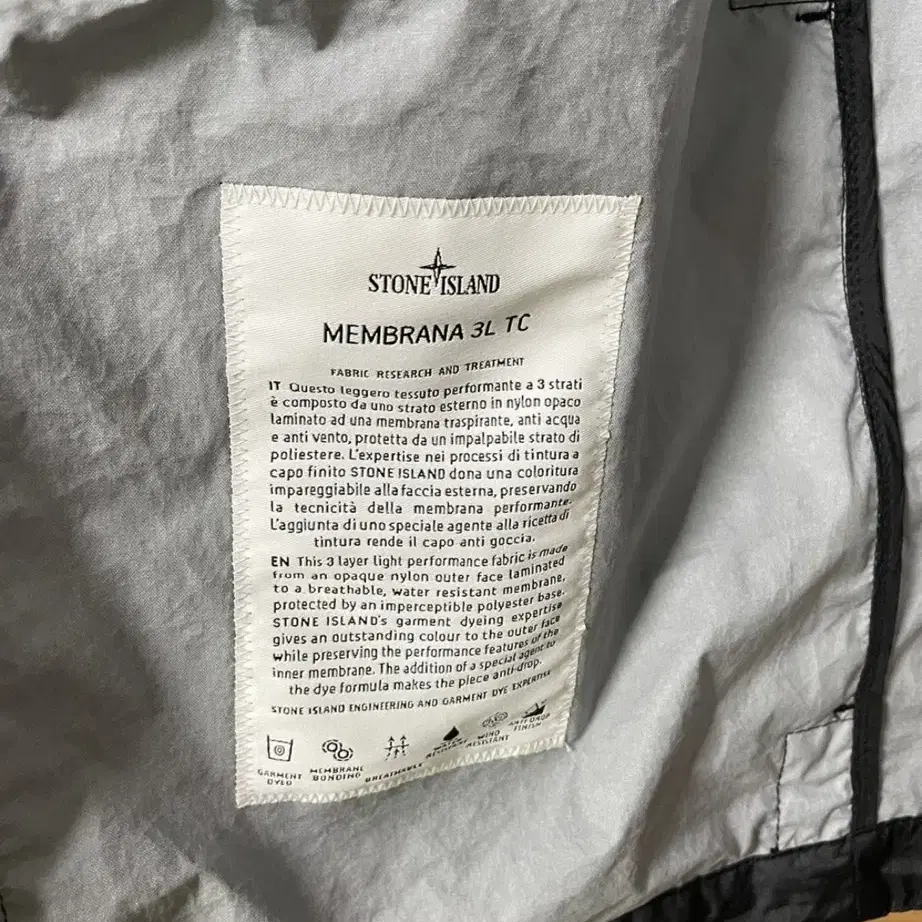 STONE ISLAND
MEMBRANA 3L TC
FABRIC RESEARCH AND TREATMENT
IT Questo leggero tessuto performante a 3 strati
è composto da uno strato esterno in nylon opaco
laminato ad una membrana traspirante, anti acqua
e anti vento, protetta da un impalpabile strato di
poliestere. L'expertise nei processi di tintura a
capo finito STONE ISLAND dona una coloritura
impareggiabile alla faccia esterna, preservando
la tecnicità della membrana performante.
L'aggiunta di uno speciale agente alla ricetta di
tintura rende il capo anti goccia.
EN This 3 layer light performance fabric is made
from an opaque nylon outer face laminated
to a breathable, water resistant membrane,
protected by an imperceptible polyester base.
STONE ISLAND's garment dyeing expertise
gives an outstanding colour to the outer face
while preserving the performance features of the
inner membrane. The addition of a special agent to
the dye formula makes the piece anti-drop.
STONE ISLAND ENGINEERING AND GARMENT DYE EXPERTISE
GARMENT DYED
MEMBRANE BONDING
BREATHABLE
WATER RESISTANT
WIND RESISTANT
ANTI DROP FINISH